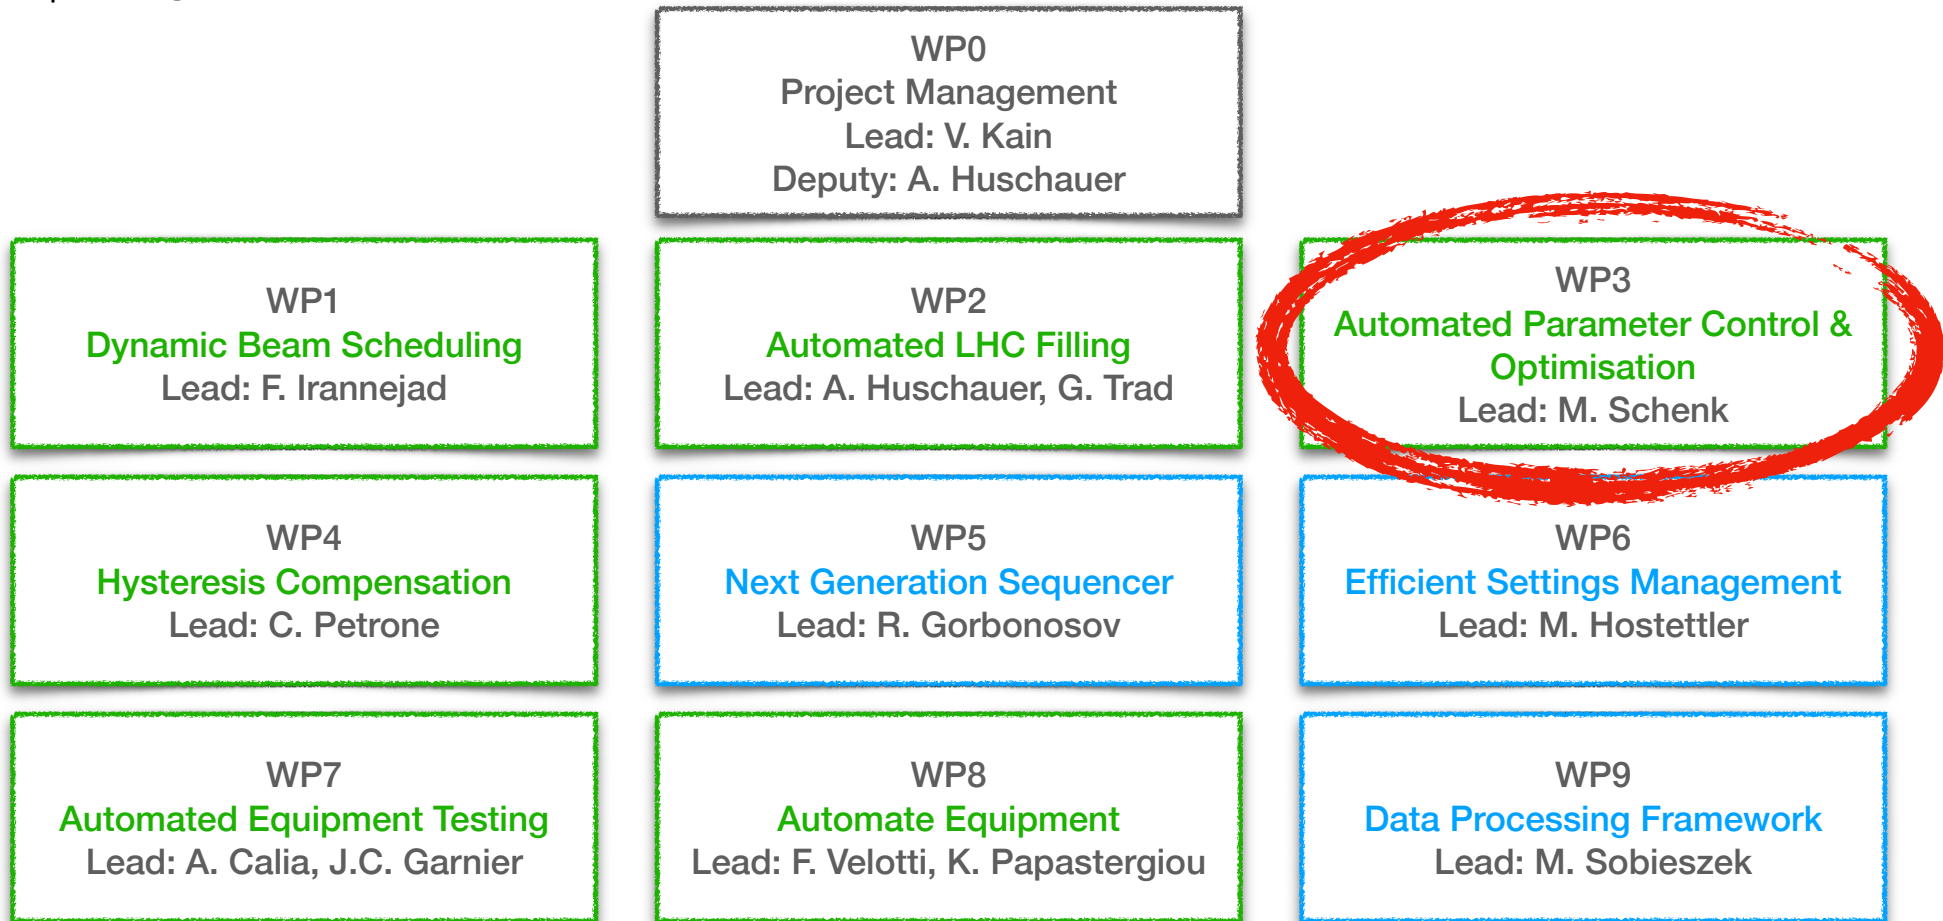 WP0
Project Management
Lead: V. Kain
Deputy: A. Huschauer
WP1
Dynamic Beam Scheduling
Lead: F. Irannejad
WP2
Automated LHC Filling
Lead: A. Huschauer, G. Trad
WP3
Automated Parameter Control &
Optimisation
Lead: M. Schenk
WP4
Hysteresis Compensation
Lead: C. Petrone
WP5
Next Generation Sequencer
Lead: R. Gorbonosov
WP6
Efficient Settings Management
Lead: M. Hostettler
WP7
Automated Equipment Testing
Lead: A. Calia, J.C. Garnier
WP8
Automate Equipment
Lead: F. Velotti, K. Papastergiou
WP9
Data Processing Framework
Lead: M. Sobieszek